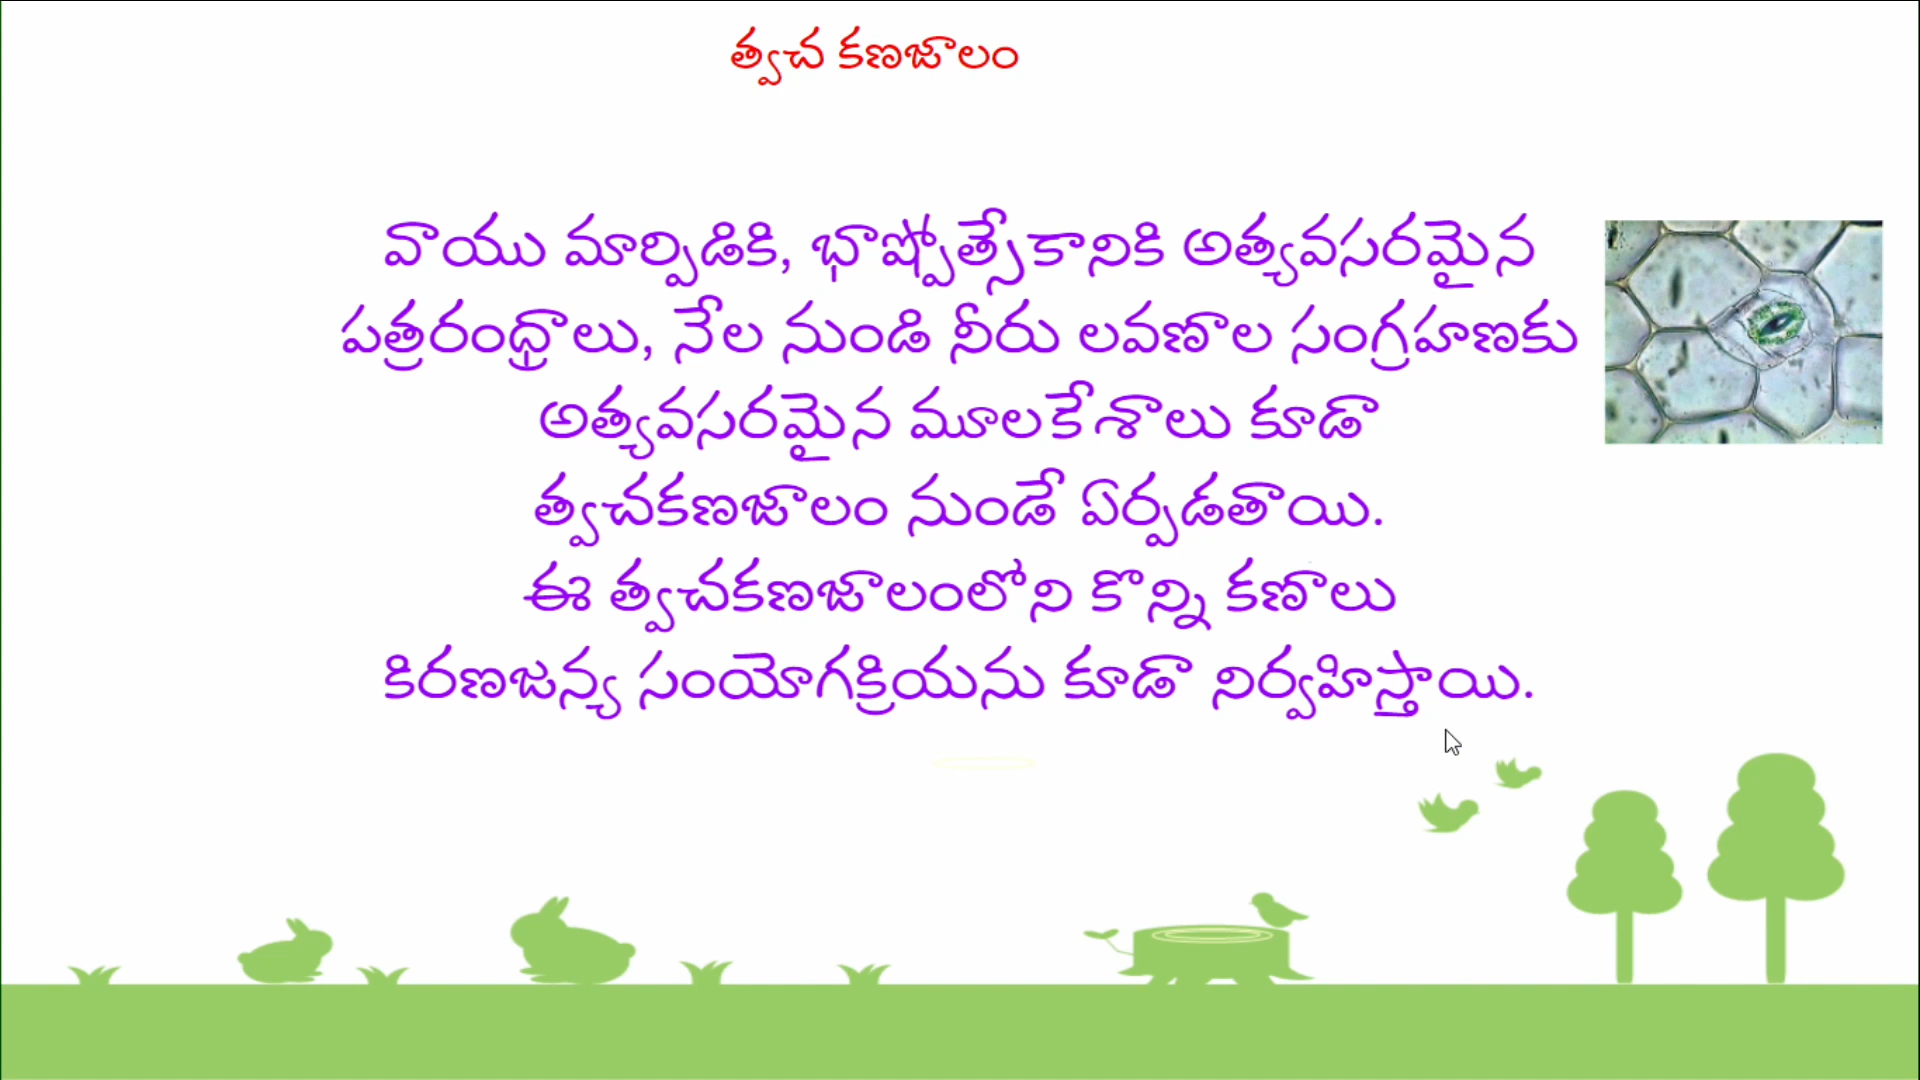 త్వచ కణజాలం
వాయు మార్పిడికి, భాష్పోత్సేకానికి అత్యవసరమైన
పత్రరంధ్రాలు, నేల నుండి నీరు లవణాల సంగ్రహణకు
అత్యవసరమైన మూలకేశాలు కూడా
త్వచకణజాలం నుండే ఏర్పడతాయి.
ఈ త్వచకణజాలంలోని కొన్ని కణాలు
కిరణజన్య సంయోగక్రియను కూడా నిర్వహిస్తాయి.